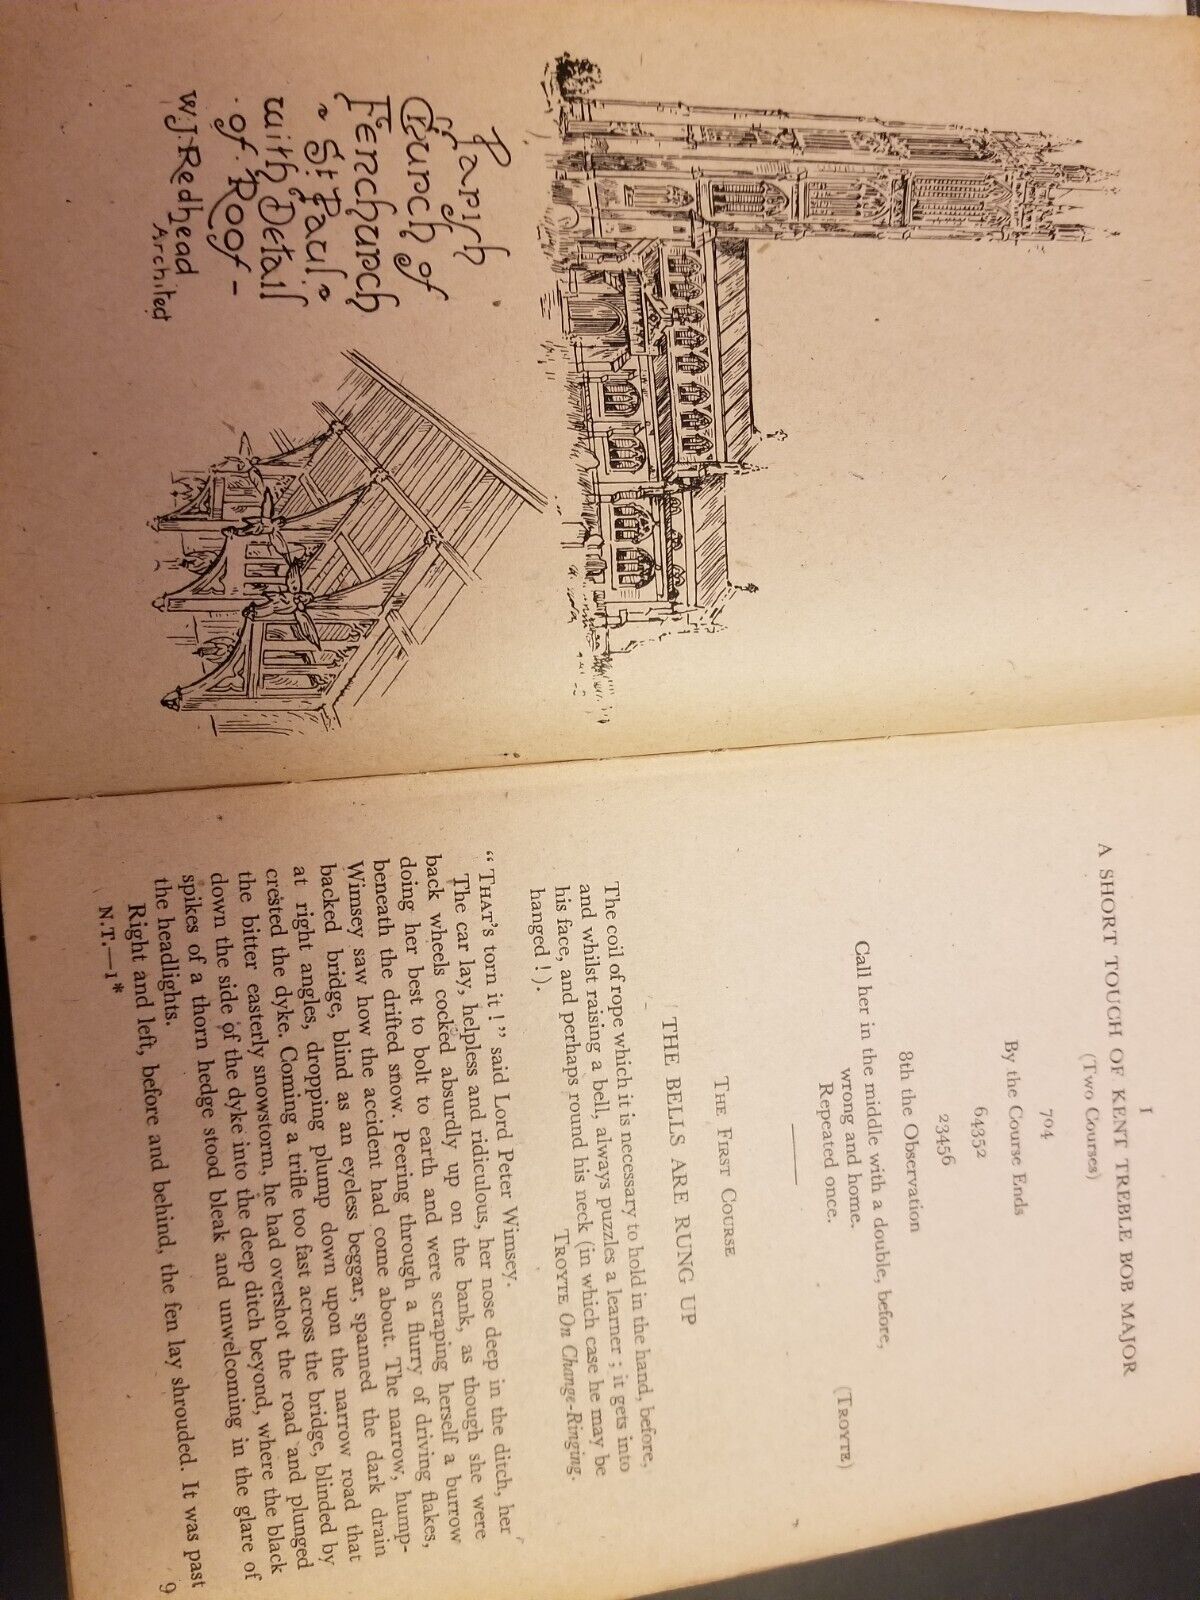 Parish
Church of
Fenchurch
St Paul
with Detail
of Roof -
W.J. Redhead
Architect
I
A SHORT TOUCH OF KENT TREBLE BOB MAJOR
(Two Courses)
704
By the Course Ends
64352
23456
8th the Observation
Call her in the middle with a double, before,
wrong and home.
Repeated once.
(TROYTE)
THE FIRST COURSE
THE BELLS ARE RUNG UP
The coil of rope which it is necessary to hold in the hand, before,
and whilst raising a bell, always puzzles a learner ; it gets into
his face, and perhaps round his neck (in which case he may be
hanged !).
TROYTE On Change-Ringing.
“ THAT’S torn it ! ” said Lord Peter Wimsey.
The car lay, helpless and ridiculous, her nose deep in the ditch, her
back wheels cocked absurdly up on the bank, as though she were
doing her best to bolt to earth and were scraping herself a burrow
beneath the drifted snow. Peering through a flurry of driving flakes,
Wimsey saw how the accident had come about. The narrow, hump-
backed bridge, blind as an eyeless beggar, spanned the dark drain
at right angles, dropping plump down upon the narrow road that
crested the dyke. Coming a trifle too fast across the bridge, blinded by
the bitter easterly snowstorm, he had overshot the road and plunged
down the side of the dyke into the deep ditch beyond, where the black
spikes of a thorn hedge stood bleak and unwelcoming in the glare of
the headlights.
Right and left, before and behind, the fen lay shrouded. It was past
N.T.—1*
9